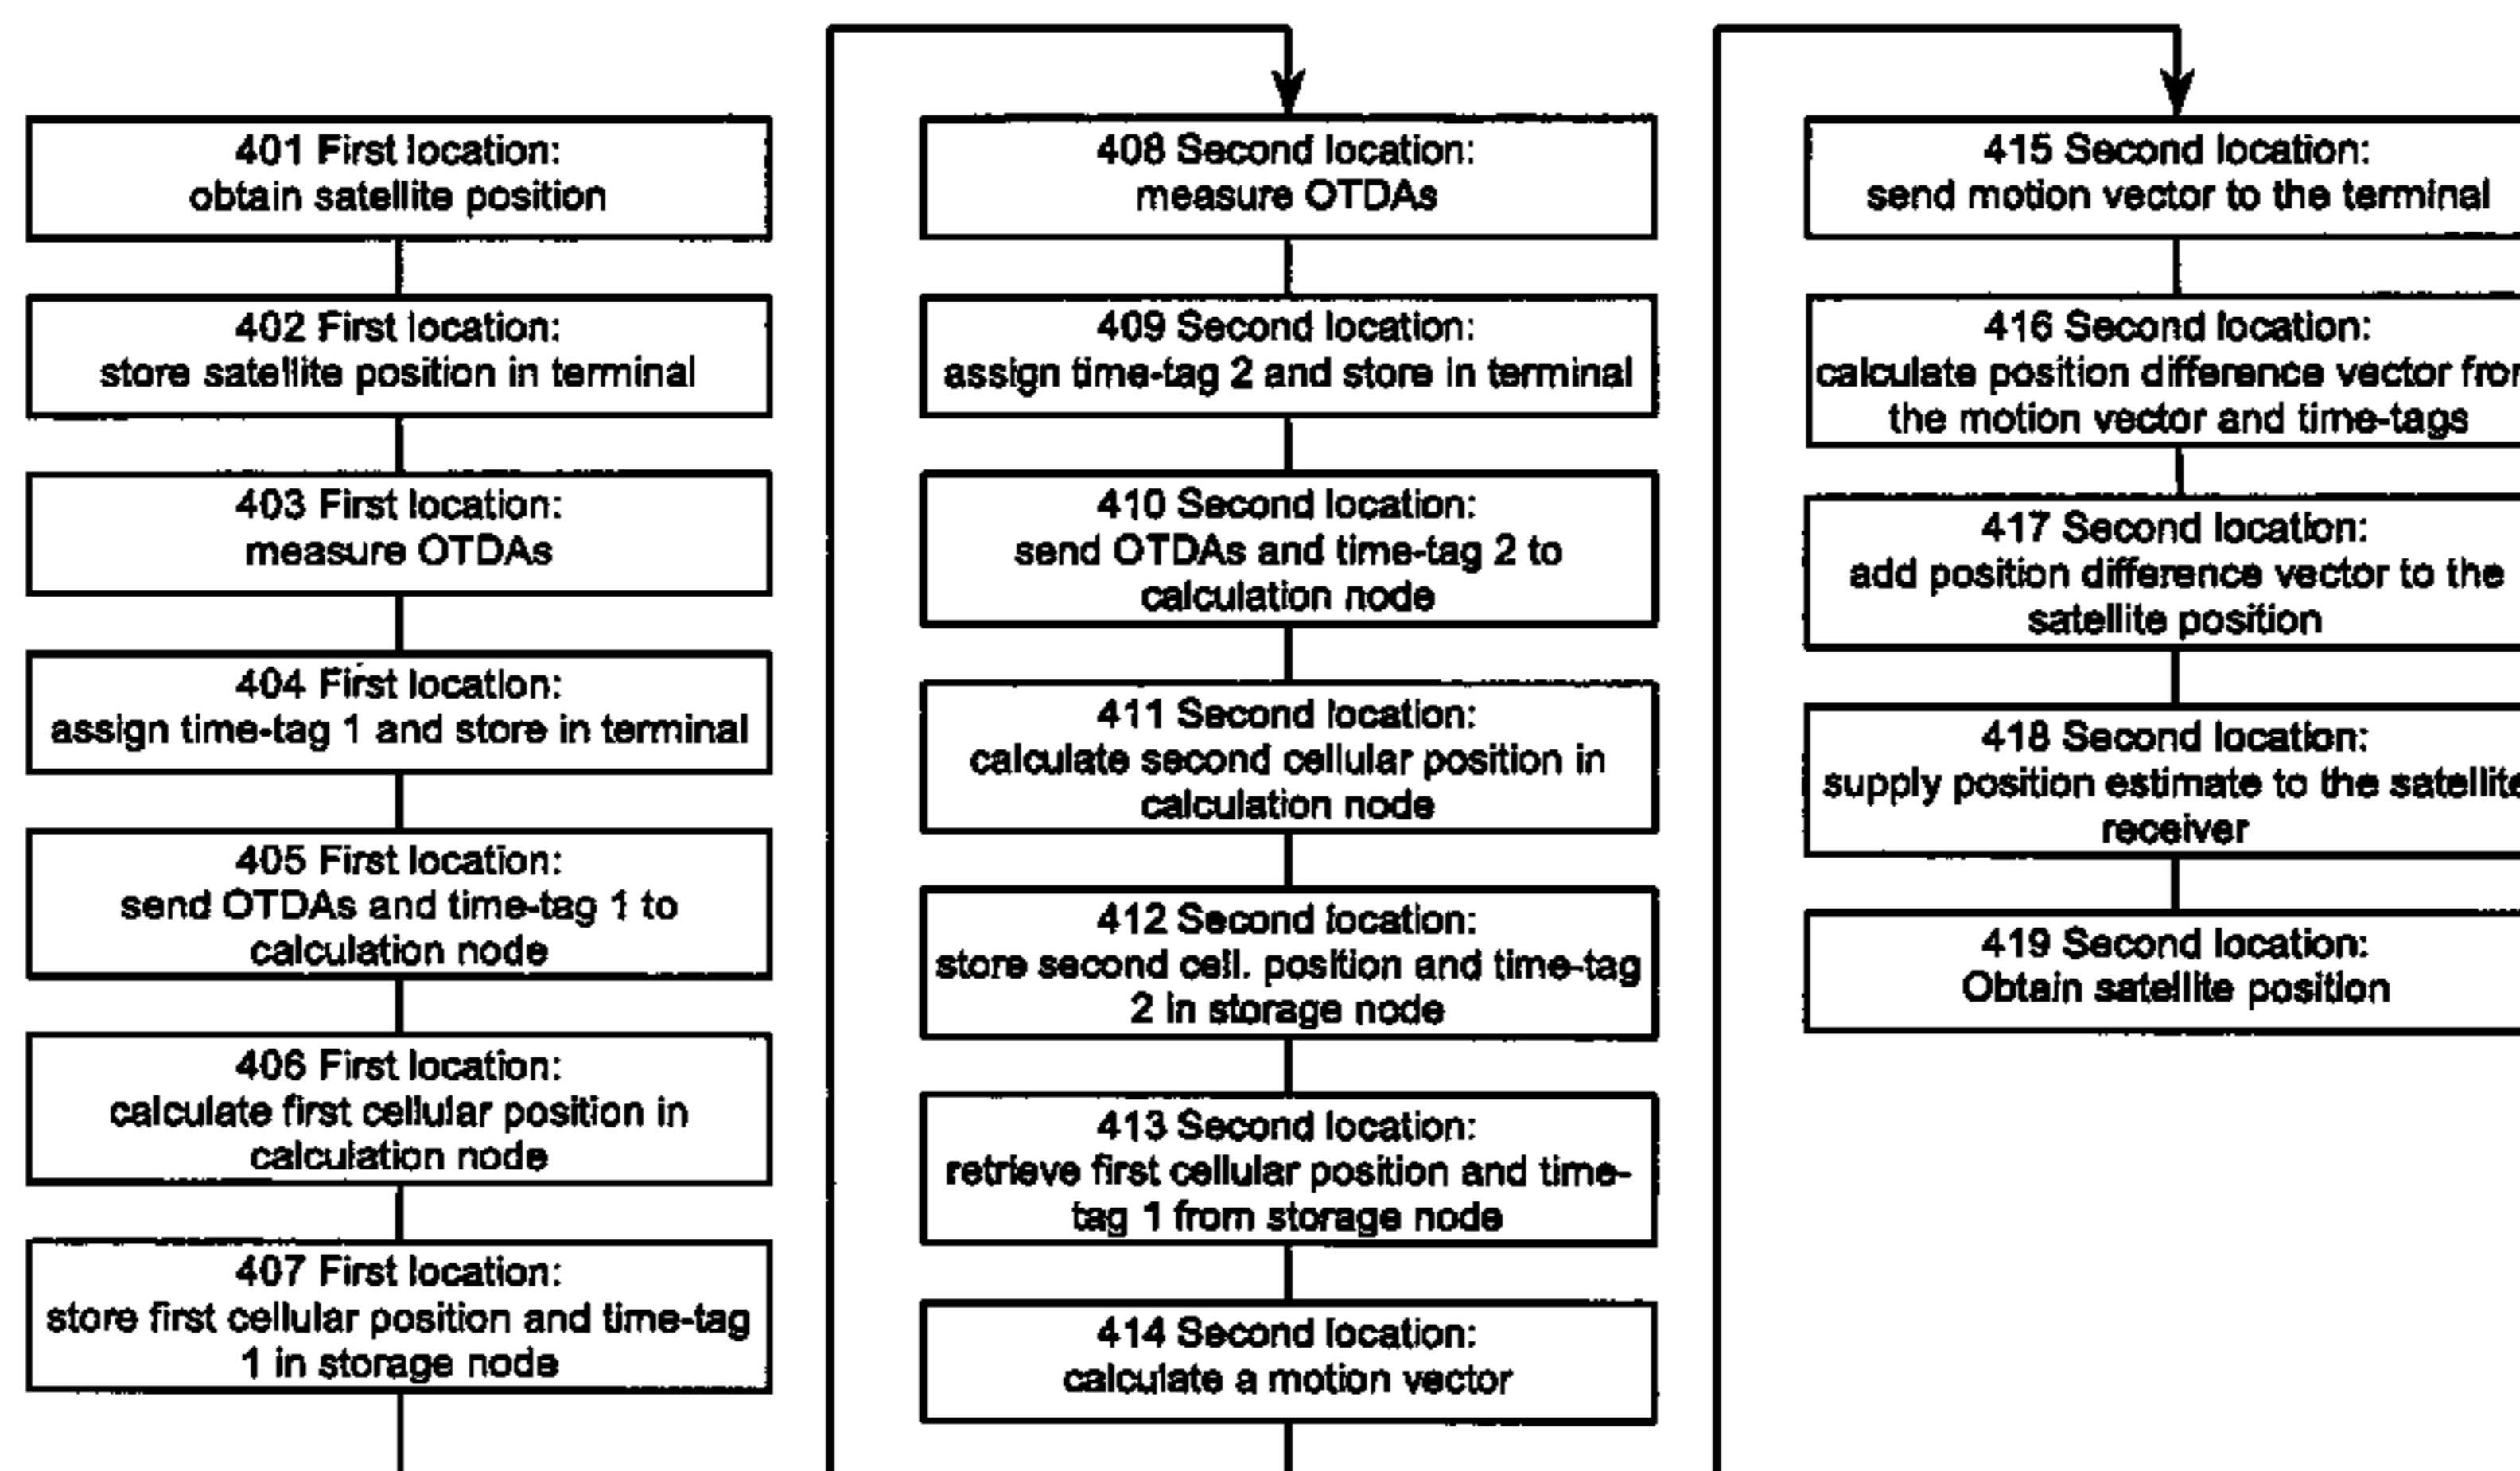 401 First location:
obtain satellite position
402 First location:
store satellite position in terminal
403 First location:
measure OTDAs
404 First location:
assign time-tag 1 and store in terminal
405 First location:
send OTDAs and time-tag 1 to
calculation node
406 First location:
calculate first cellular position in
calculation node
407 First location:
store first cellular position and time-tag
1 in storage node
408 Second location:
measure OTDAs
409 Second location:
assign time-tag 2 and store in terminal
410 Second location:
send OTDAs and time-tag 2 to
calculation node
411 Second location:
calculate second cellular position in
calculation node
412 Second location:
store second cell. position and time-tag
2 in storage node
413 Second location:
retrieve first cellular position and time-
tag 1 from storage node
414 Second location:
calculate a motion vector
415 Second location:
send motion vector to the terminal
416 Second location:
calculate position difference vector
the motion vector and time-tags
417 Second location:
add position difference vector to the
satellite position
418 Second location:
supply position estimate to the satellite
receiver
419 Second location:
Obtain satellite position